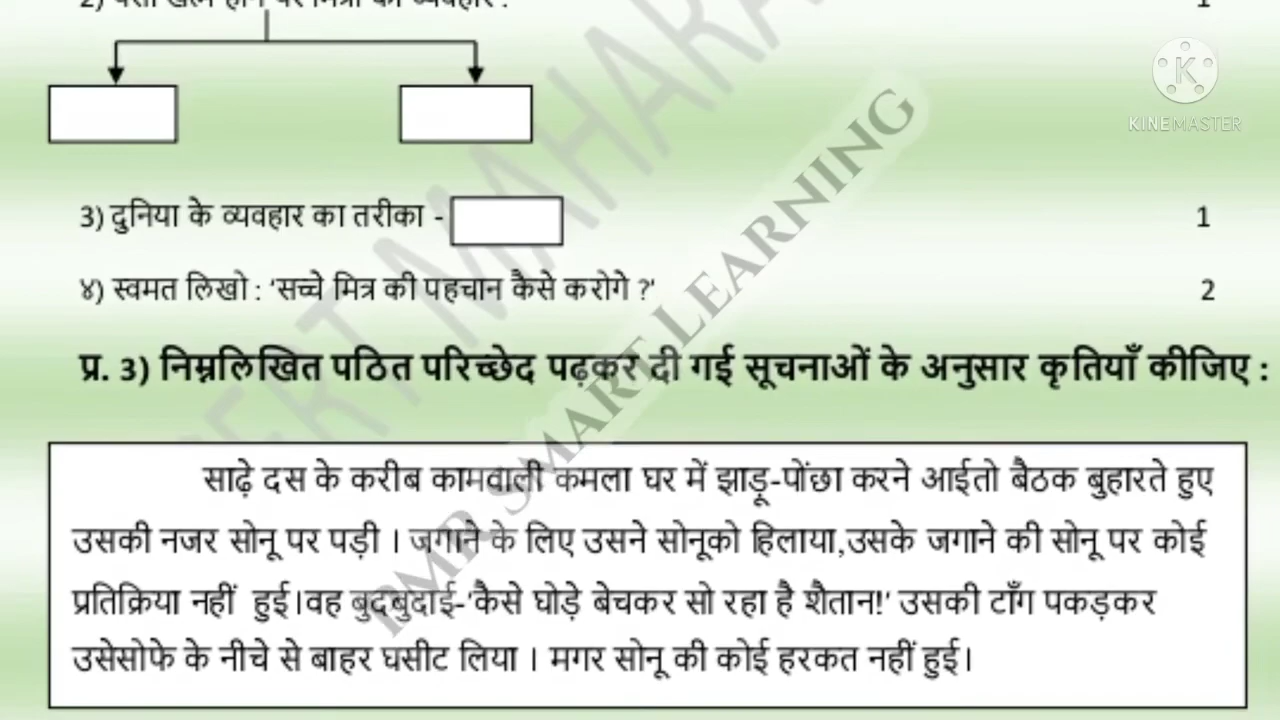 1
3) दुनिया के व्यवहार का तरीका - 1
४) स्वमत लिखो : 'सच्चे मित्र की पहचान कैसे करोगे ?' 2
प्र. 3) निम्नलिखित पठित परिच्छेद पढ़कर दी गई सूचनाओं के अनुसार कृतियाँ कीजिए :
साढ़े दस के करीब कामवाली कमला घर में झाड़ू-पोंछा करने आईतो बैठक बुहारते हुए
उसकी नजर सोनू पर पड़ी । जगाने के लिए उसने सोनूको हिलाया,उसके जगाने की सोनू पर कोई
प्रतिक्रिया नहीं हुई।वह बुदबुदाई-'कैसे घोड़े बेचकर सो रहा है शैतान!' उसकी टाँग पकड़कर
उसेसोफे के नीचे से बाहर घसीट लिया । मगर सोनू की कोई हरकत नहीं हुई।
K
KINEMASTER
SMART LEARNING